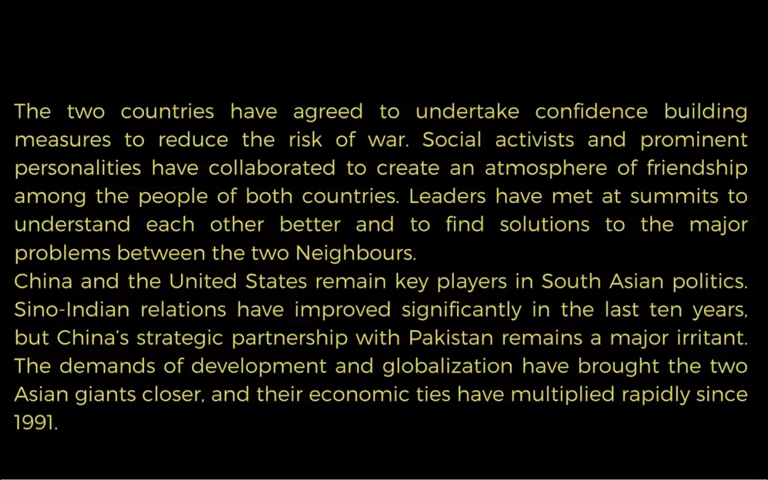 The two countries have agreed to undertake confidence building
measures to reduce the risk of war. Social activists and prominent
personalities have collaborated to create an atmosphere of friendship
among the people of both countries. Leaders have met at summits to
understand each other better and to find solutions to the major
problems between the two Neighbours.
China and the United States remain key players in South Asian politics.
Sino-Indian relations have improved significantly in the last ten years,
but China's strategic partnership with Pakistan remains a major irritant.
The demands of development and globalization have brought the two
Asian giants closer, and their economic ties have multiplied rapidly since
1991.